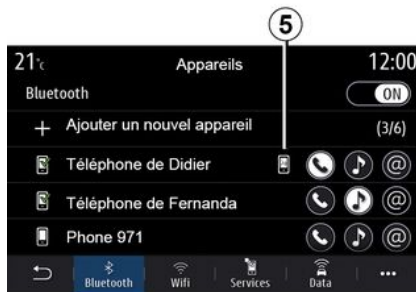 5
21°c Appareils 12:00
Bluetooth ON
+ Ajouter un nouvel appareil (3/6)
Téléphone de Didier @
Téléphone de Fernanda @
Phone 971 @
Bluetooth Wifi Services Data ...